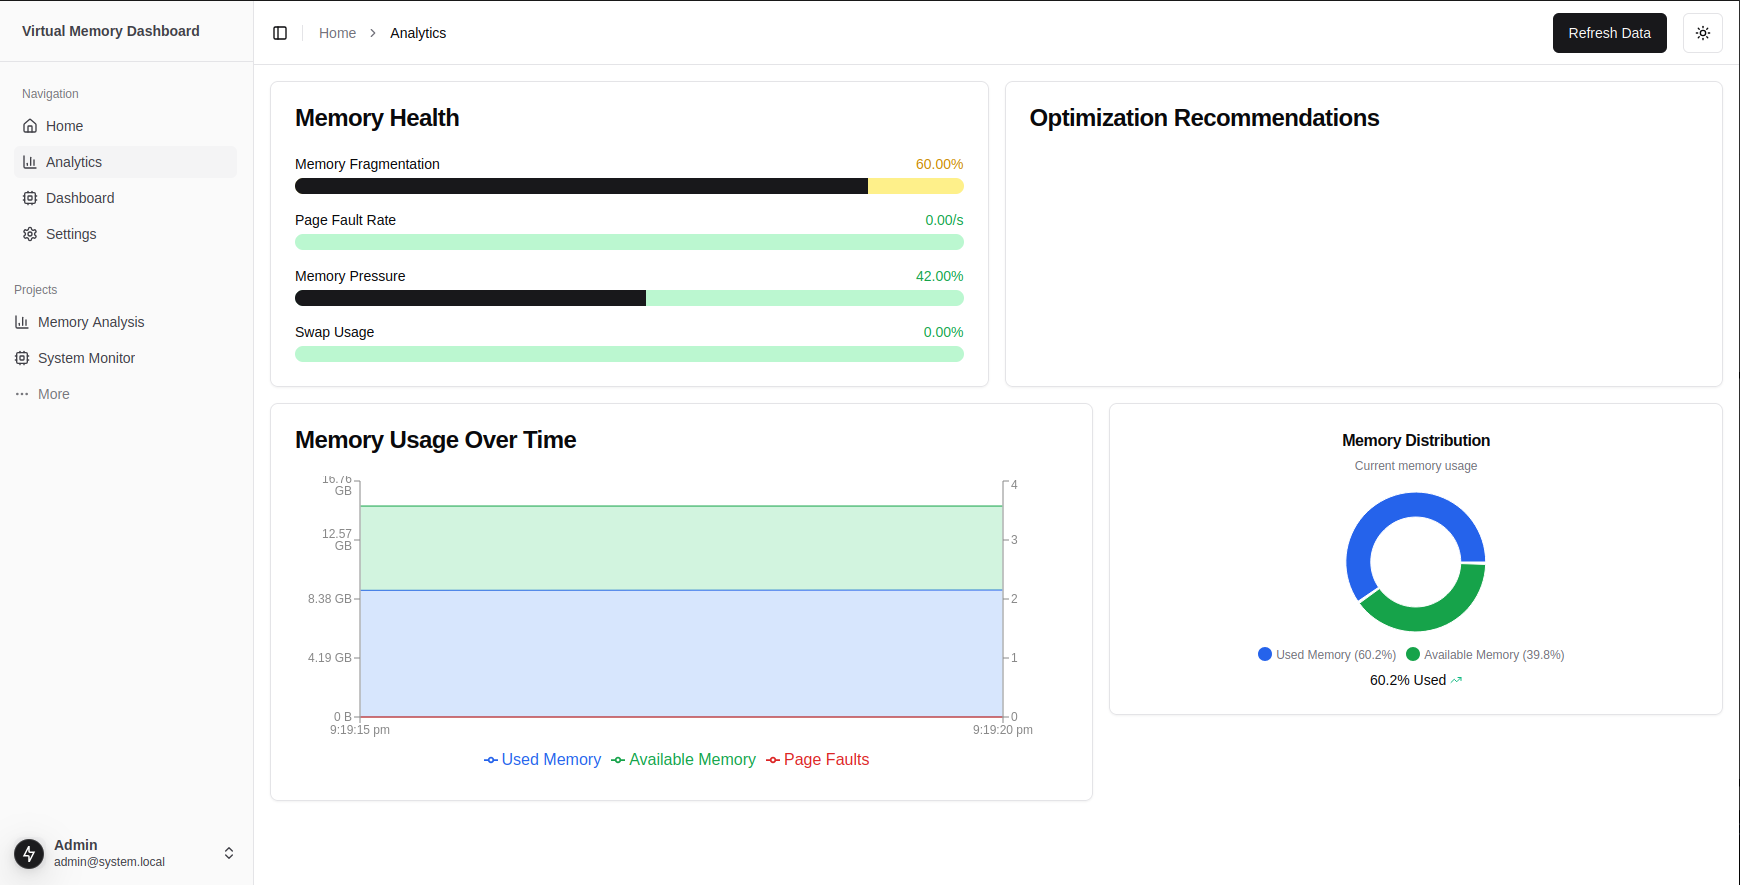 Virtual Memory Dashboard
Navigation
Home
Analytics
Dashboard
Settings
Projects
Memory Analysis
System Monitor
More
Admin
admin@system.local
Home > Analytics
Refresh Data
Memory Health
Memory Fragmentation 60.00%
Page Fault Rate 0.00/s
Memory Pressure 42.00%
Swap Usage 0.00%
Optimization Recommendations
Memory Usage Over Time
16.76
GB
12.57
GB
8.38 GB
4.19 GB
0 B
4
3
2
1
0
9:19:15 pm 9:19:20 pm
Used Memory Available Memory Page Faults
Memory Distribution
Current memory usage
Used Memory (60.2%) Available Memory (39.8%)
60.2% Used